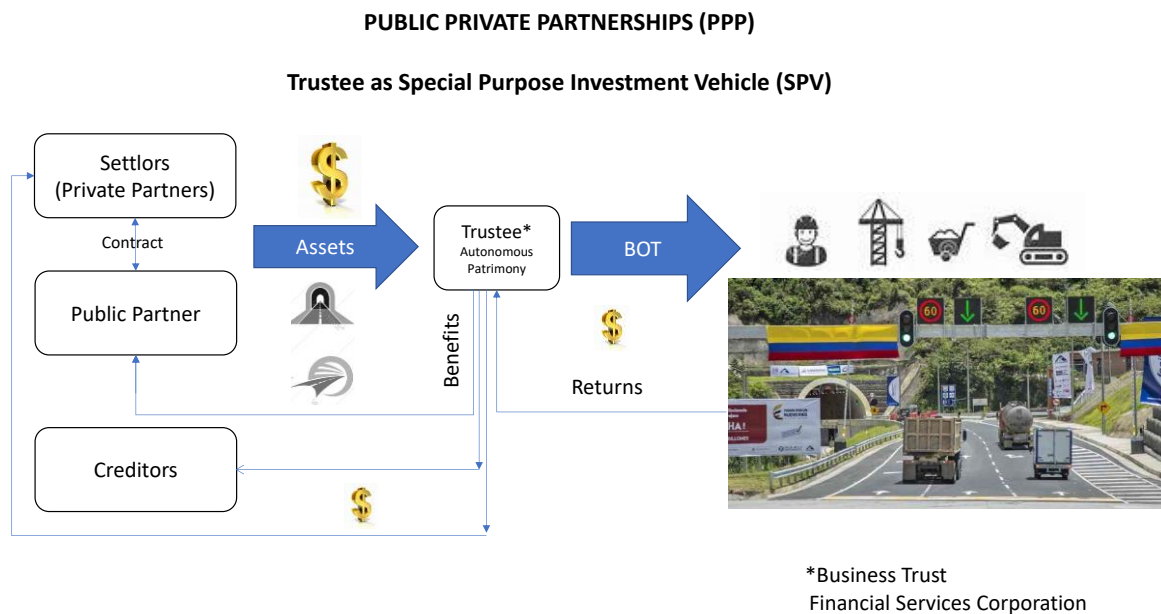 PUBLIC PRIVATE PARTNERSHIPS (PPP)
Trustee as Special Purpose Investment Vehicle (SPV)
Settlors
(Private Partners)
Contract
Public Partner
Creditors
Assets
Trustee*
Autonomous
Patrimony
Benefits
BOT
Returns
60
60
*Business Trust
Financial Services Corporation